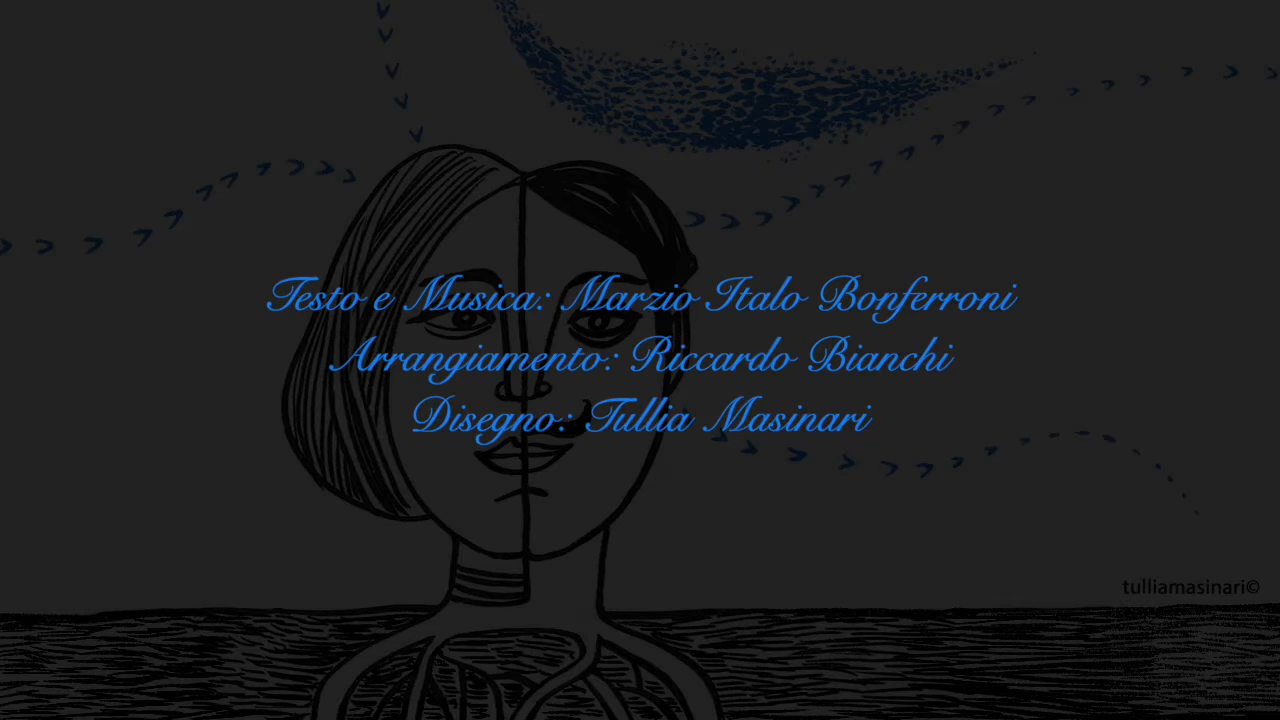 Testo e Musica: Marzio Italo Bonferroni
Arrangiamento: Riccardo Bianchi
Disegno: Tullia Masinari
tulliamasinari©